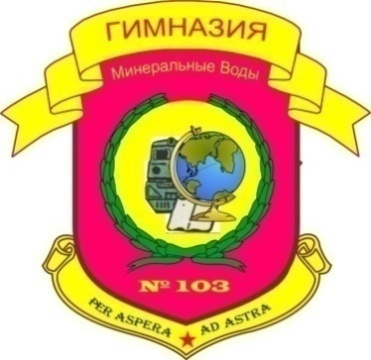 ГИМНАЗИЯ
Минеральные Воды
№ 103
PER ASPERA AD ASTRA